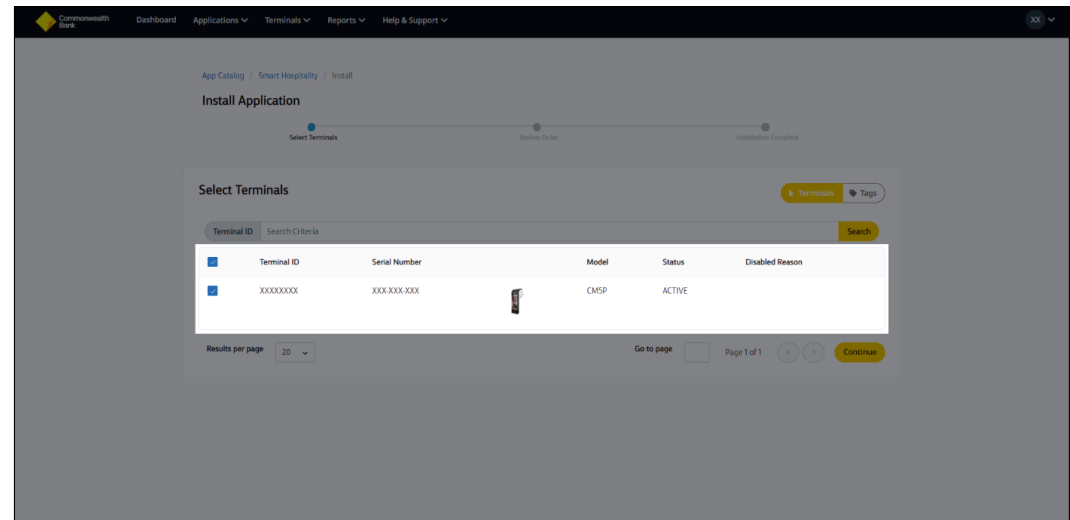 Commonwealth
Bank
Dashboard
Applications
Terminals
Reports
Help & Support
XX
App Catalog / Smart Hospitality / Install
Install Application
Select Terminals
Review Order
Installation Complete
Select Terminals
Terminals
Tags
Terminal ID
Search Criteria
Search
Terminal ID Serial Number Model Status Disabled Reason
XXXXXXXX XXX-XXX-XXX CM5P ACTIVE
Results per page
20
Go to page
Page 1 of 1
Continue